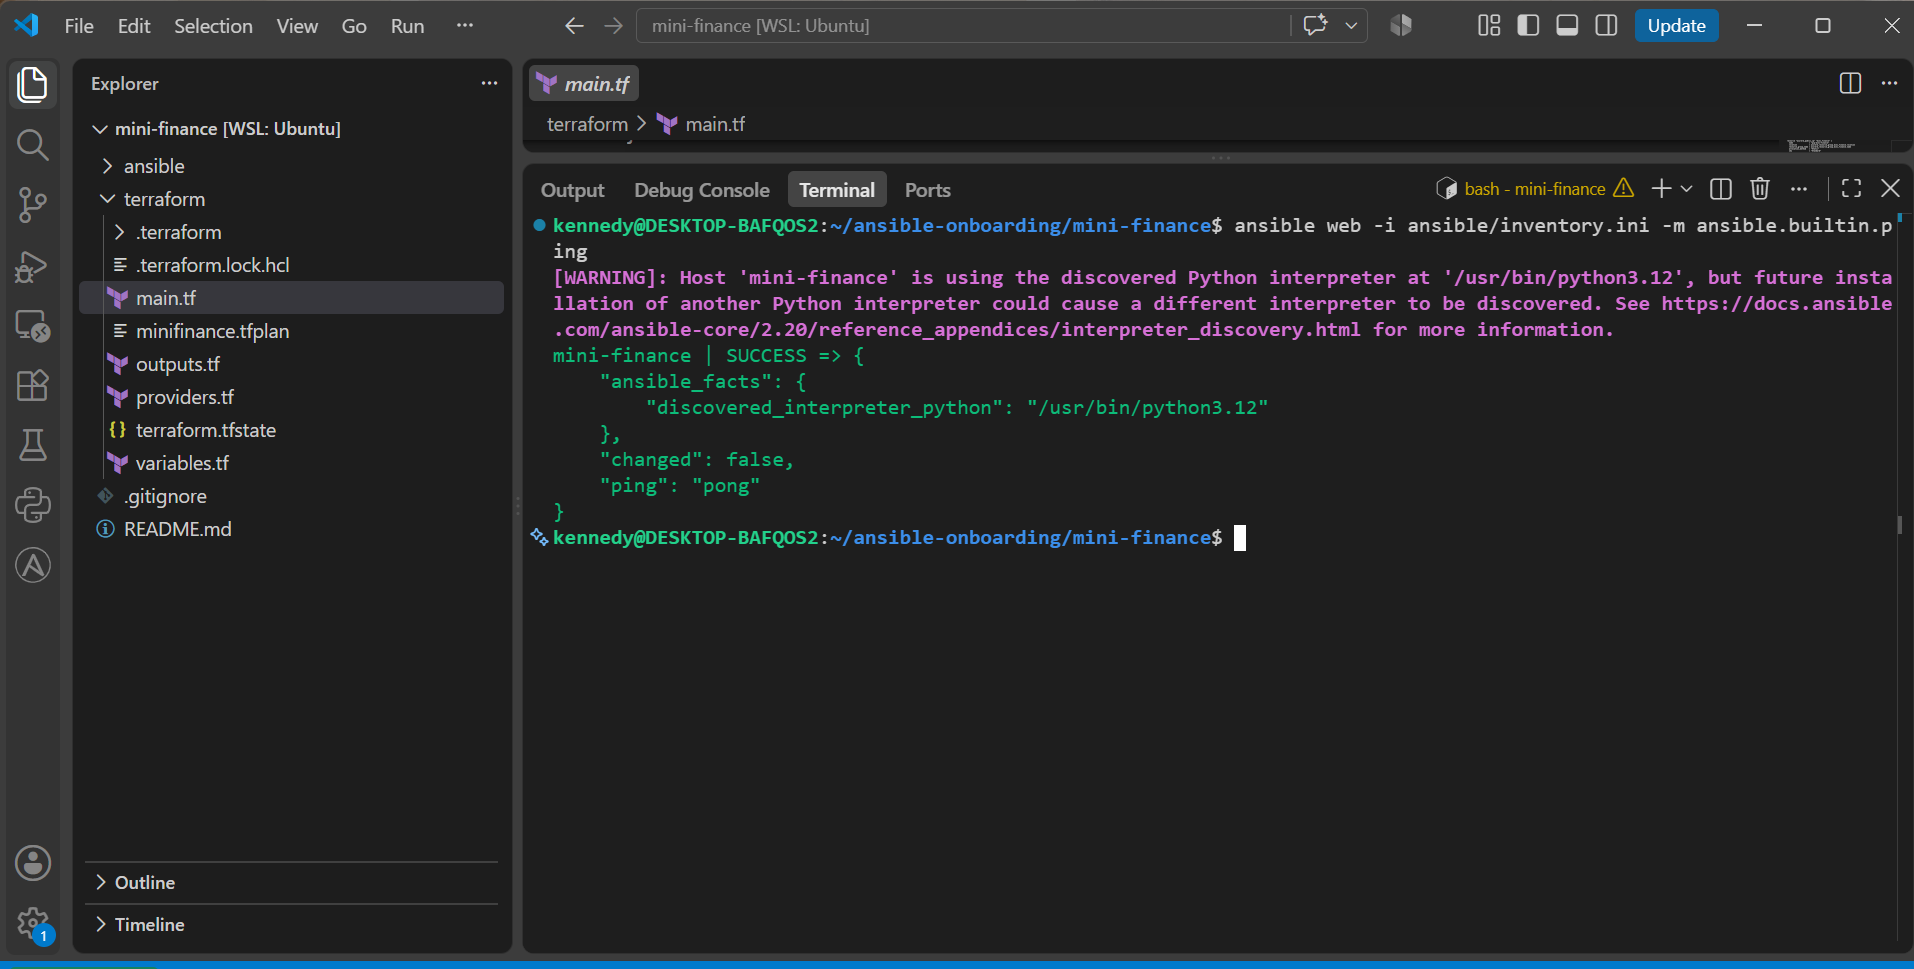 File Edit Selection View Go Run ···
mini-finance [WSL: Ubuntu]
Update
Explorer
mini-finance [WSL: Ubuntu]
ansible
terraform
.terraform
.terraform.lock.hcl
main.tf
minifinance.tfplan
outputs.tf
providers.tf
{} terraform.tfstate
variables.tf
.gitignore
README.md
Outline
Timeline
1
main.tf
terraform > main.tf
Output Debug Console Terminal Ports
bash - mini-finance
kennedy@DESKTOP-BAFQOS2:~/ansible-onboarding/mini-finance$ ansible web -i ansible/inventory.ini -m ansible.builtin.p
ing
[WARNING]: Host 'mini-finance' is using the discovered Python interpreter at '/usr/bin/python3.12', but future insta
llation of another Python interpreter could cause a different interpreter to be discovered. See https://docs.ansible
.com/ansible-core/2.20/reference_appendices/interpreter_discovery.html for more information.
mini-finance | SUCCESS => {
"ansible_facts": {
"discovered_interpreter_python": "/usr/bin/python3.12"
},
"changed": false,
"ping": "pong"
}
kennedy@DESKTOP-BAFQOS2:~/ansible-onboarding/mini-finance$